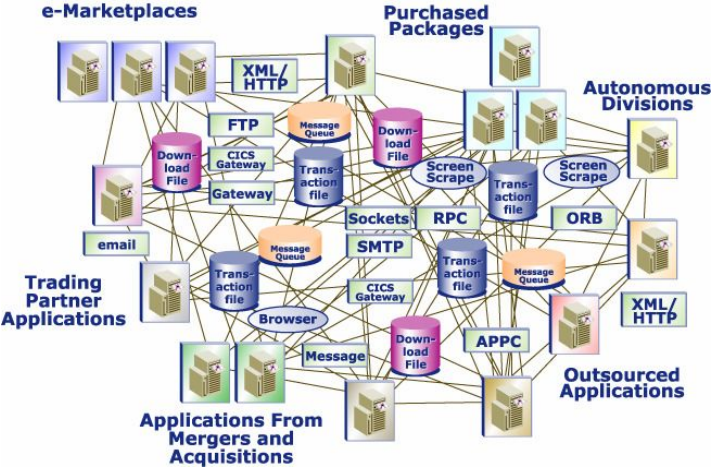 e-Marketplaces
Purchased
Packages
XML/
HTTP
Autonomous
Divisions
FTP
Message
Queue
Down-
load
File
Down-
load
File
CICS
Gateway
Trans-
action
file
Screen
Scrape
Screen
Scrape
Trans-
action
file
Gateway
Sockets
RPC
ORB
email
Message
Queue
SMTP
Trans-
action
file
Trans-
action
file
Message
Queue
Trading
Partner
Applications
CICS
Gateway
XML/
HTTP
Browser
Message
Down-
load
File
APPC
Outsourced
Applications
Applications From
Mergers and
Acquisitions